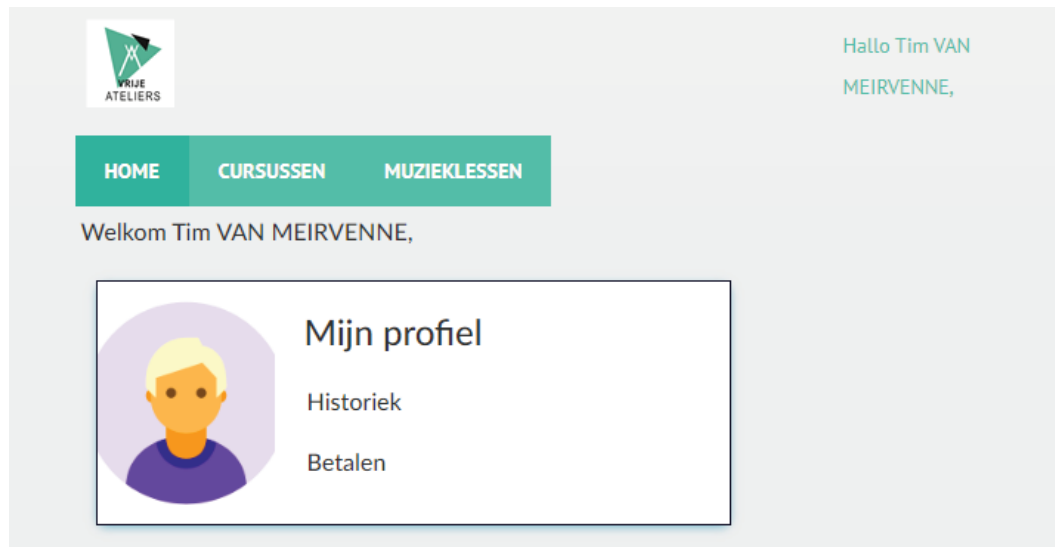 VRIJE
ATELIERS
Hallo Tim VAN
MEIRVENNE,
HOME CURSUSSEN MUZIEKLESSEN
Welkom Tim VAN MEIRVENNE,
Mijn profiel
Historiek
Betalen